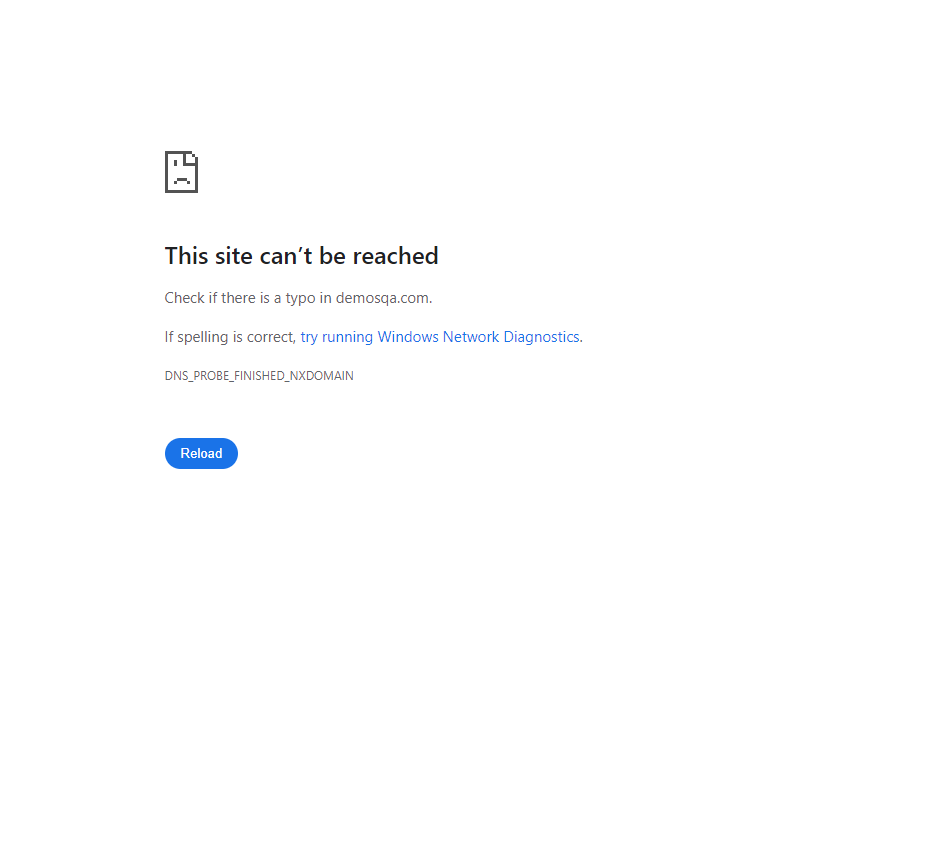 This site can’t be reached
Check if there is a typo in demosqa.com.
If spelling is correct, try running Windows Network Diagnostics.
DNS_PROBE_FINISHED_NXDOMAIN
Reload